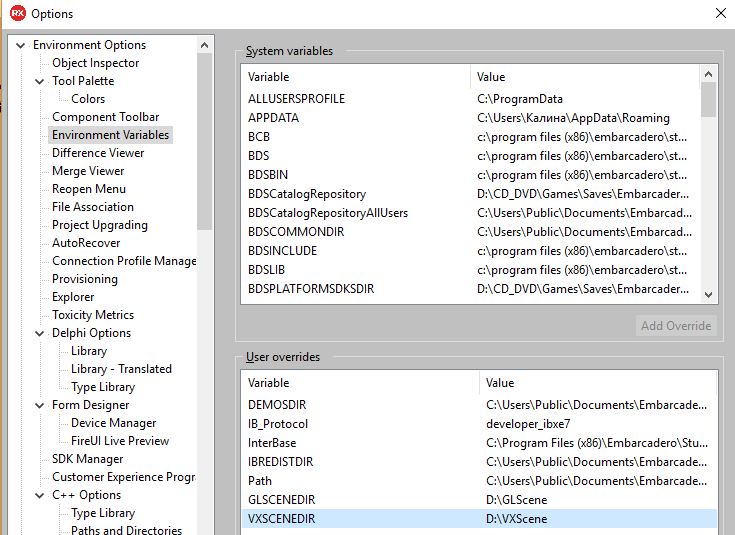 RX Options
Environment Options
Object Inspector
Tool Palette
Colors
Component Toolbar
Environment Variables
Difference Viewer
Merge Viewer
Reopen Menu
File Association
Project Upgrading
AutoRecover
Connection Profile Manage
Provisioning
Explorer
Toxicity Metrics
Delphi Options
Library
Library - Translated
Type Library
Form Designer
Device Manager
FireUI Live Preview
SDK Manager
Customer Experience Progr
C++ Options
Type Library
Paths and Directories
System variables
Variable Value
ALLUSERSPROFILE C:\ProgramData
APPDATA C:\Users\Калина\AppData\Roaming
BCB c:\program files (x86)\embarcadero\st...
BDS c:\program files (x86)\embarcadero\st...
BDSBIN c:\program files (x86)\embarcadero\st...
BDSCatalogRepository D:\CD_DVD\Games\Saves\Embarcader...
BDSCatalogRepositoryAllUsers C:\Users\Public\Documents\Embarcad...
BDSCOMMONDIR C:\Users\Public\Documents\Embarcad...
BDSINCLUDE c:\program files (x86)\embarcadero\st...
BDSLIB c:\program files (x86)\embarcadero\st...
BDSPLATFORMSDKSDIR D:\CD_DVD\Games\Saves\Embarcader...
Add Override
User overrides
Variable Value
DEMOSDIR C:\Users\Public\Documents\Embarcade...
IB_Protocol developer_ibxe7
InterBase C:\Program Files (x86)\Embarcadero\Stu...
IBREDISTDIR C:\Users\Public\Documents\Embarcade...
Path C:\Users\Public\Documents\Embarcade...
GLSCENEDIR D:\GLScene
VXSCENEDIR D:\VXScene